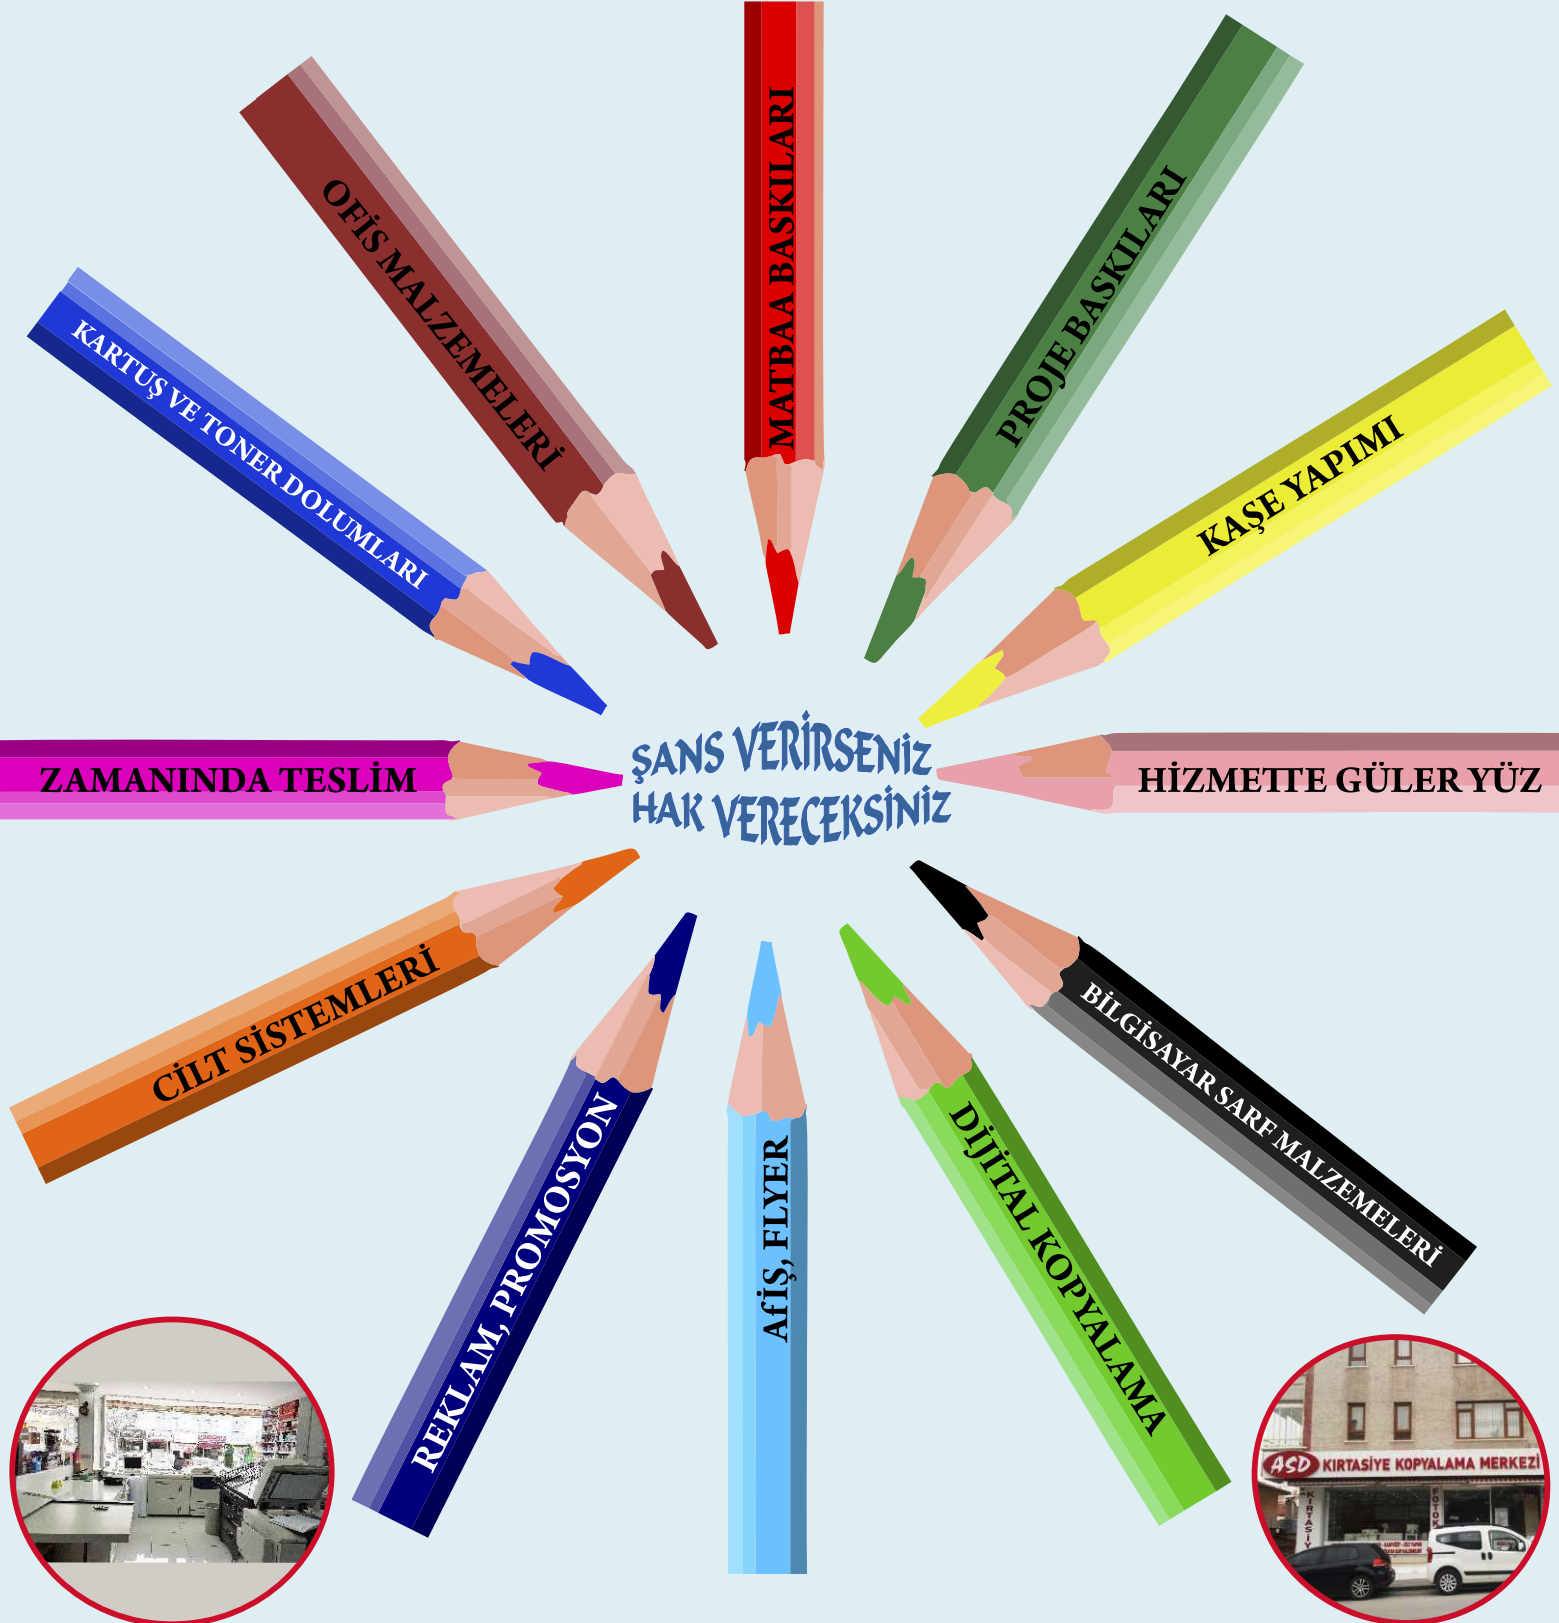 MATBAA BASKILARI
PROJE BASKILARI
KAŞE YAPIMI
HİZMETTE GÜLER YÜZ
BİLGİSAYAR SARF MALZEMELERİ
DİJİTAL KOPYALAMA
AfİŞ, FLYER
REKLAM, PROMOSYON
CİLT SİSTEMLERİ
ZAMANINDA TESLİM
KARTUŞ VE TONER DOLUMLARI
OFİS MALZEMELERİ
ŞANS VERİRSENİZ
HAK VERECEKSİNİZ
ASD KIRTASİYE KOPYALAMA MERKEZİ